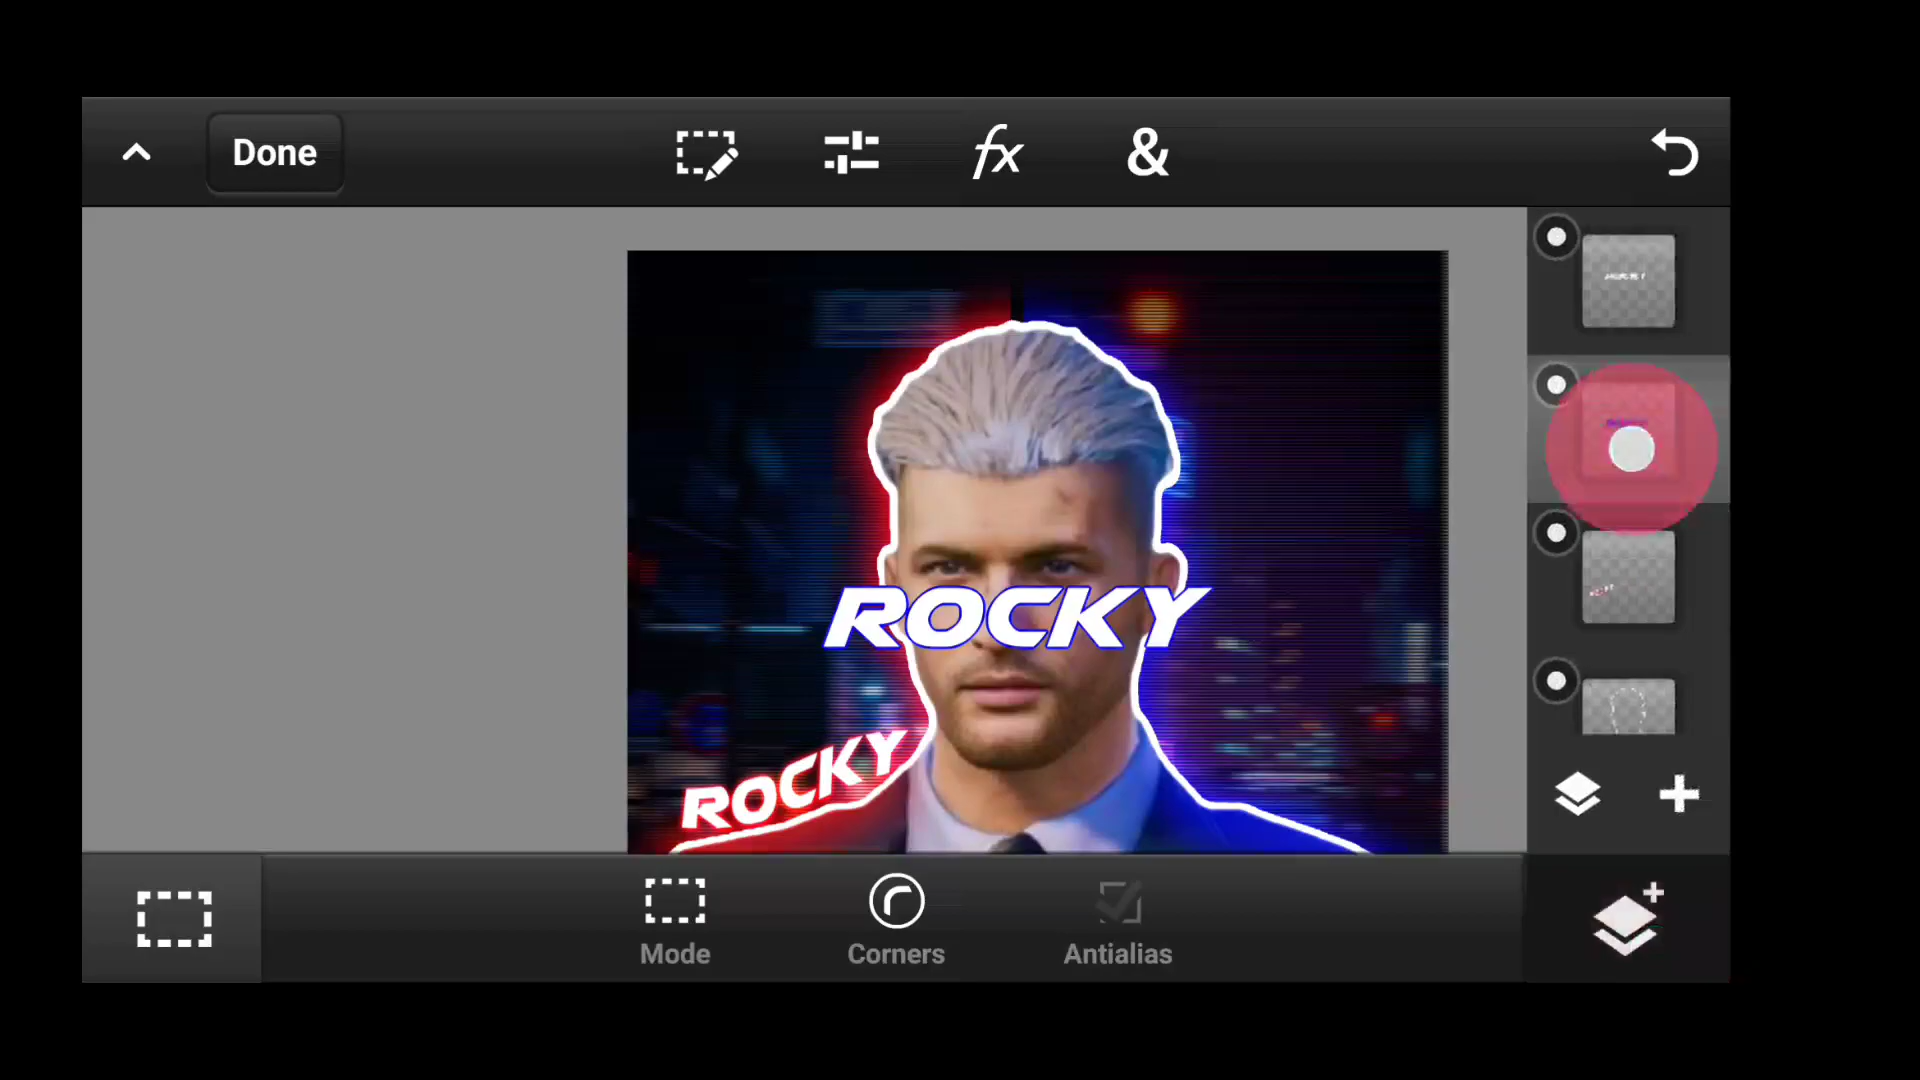 Done
fx
&
ROCKY
ROCKY
Mode
Corners
Antialias